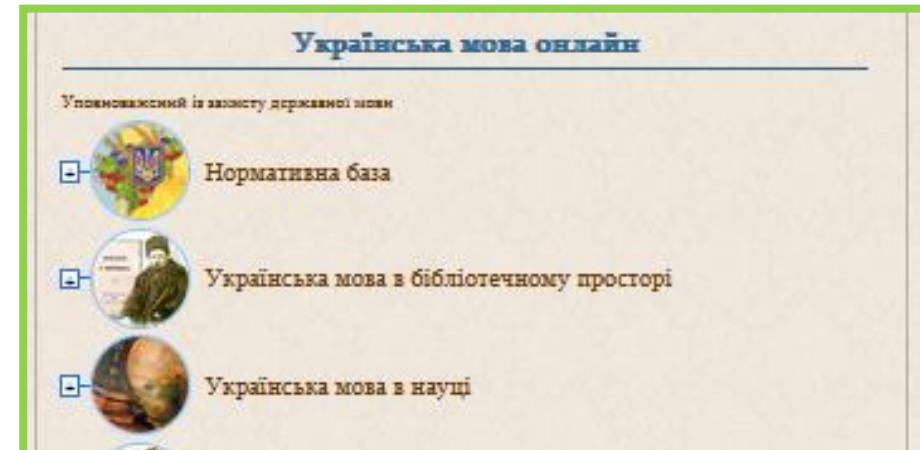 Українська мова онлайн
Уповноважений із захисту державної мови
Нормативна база
Українська мова в бібліотечному просторі
Українська мова в науці